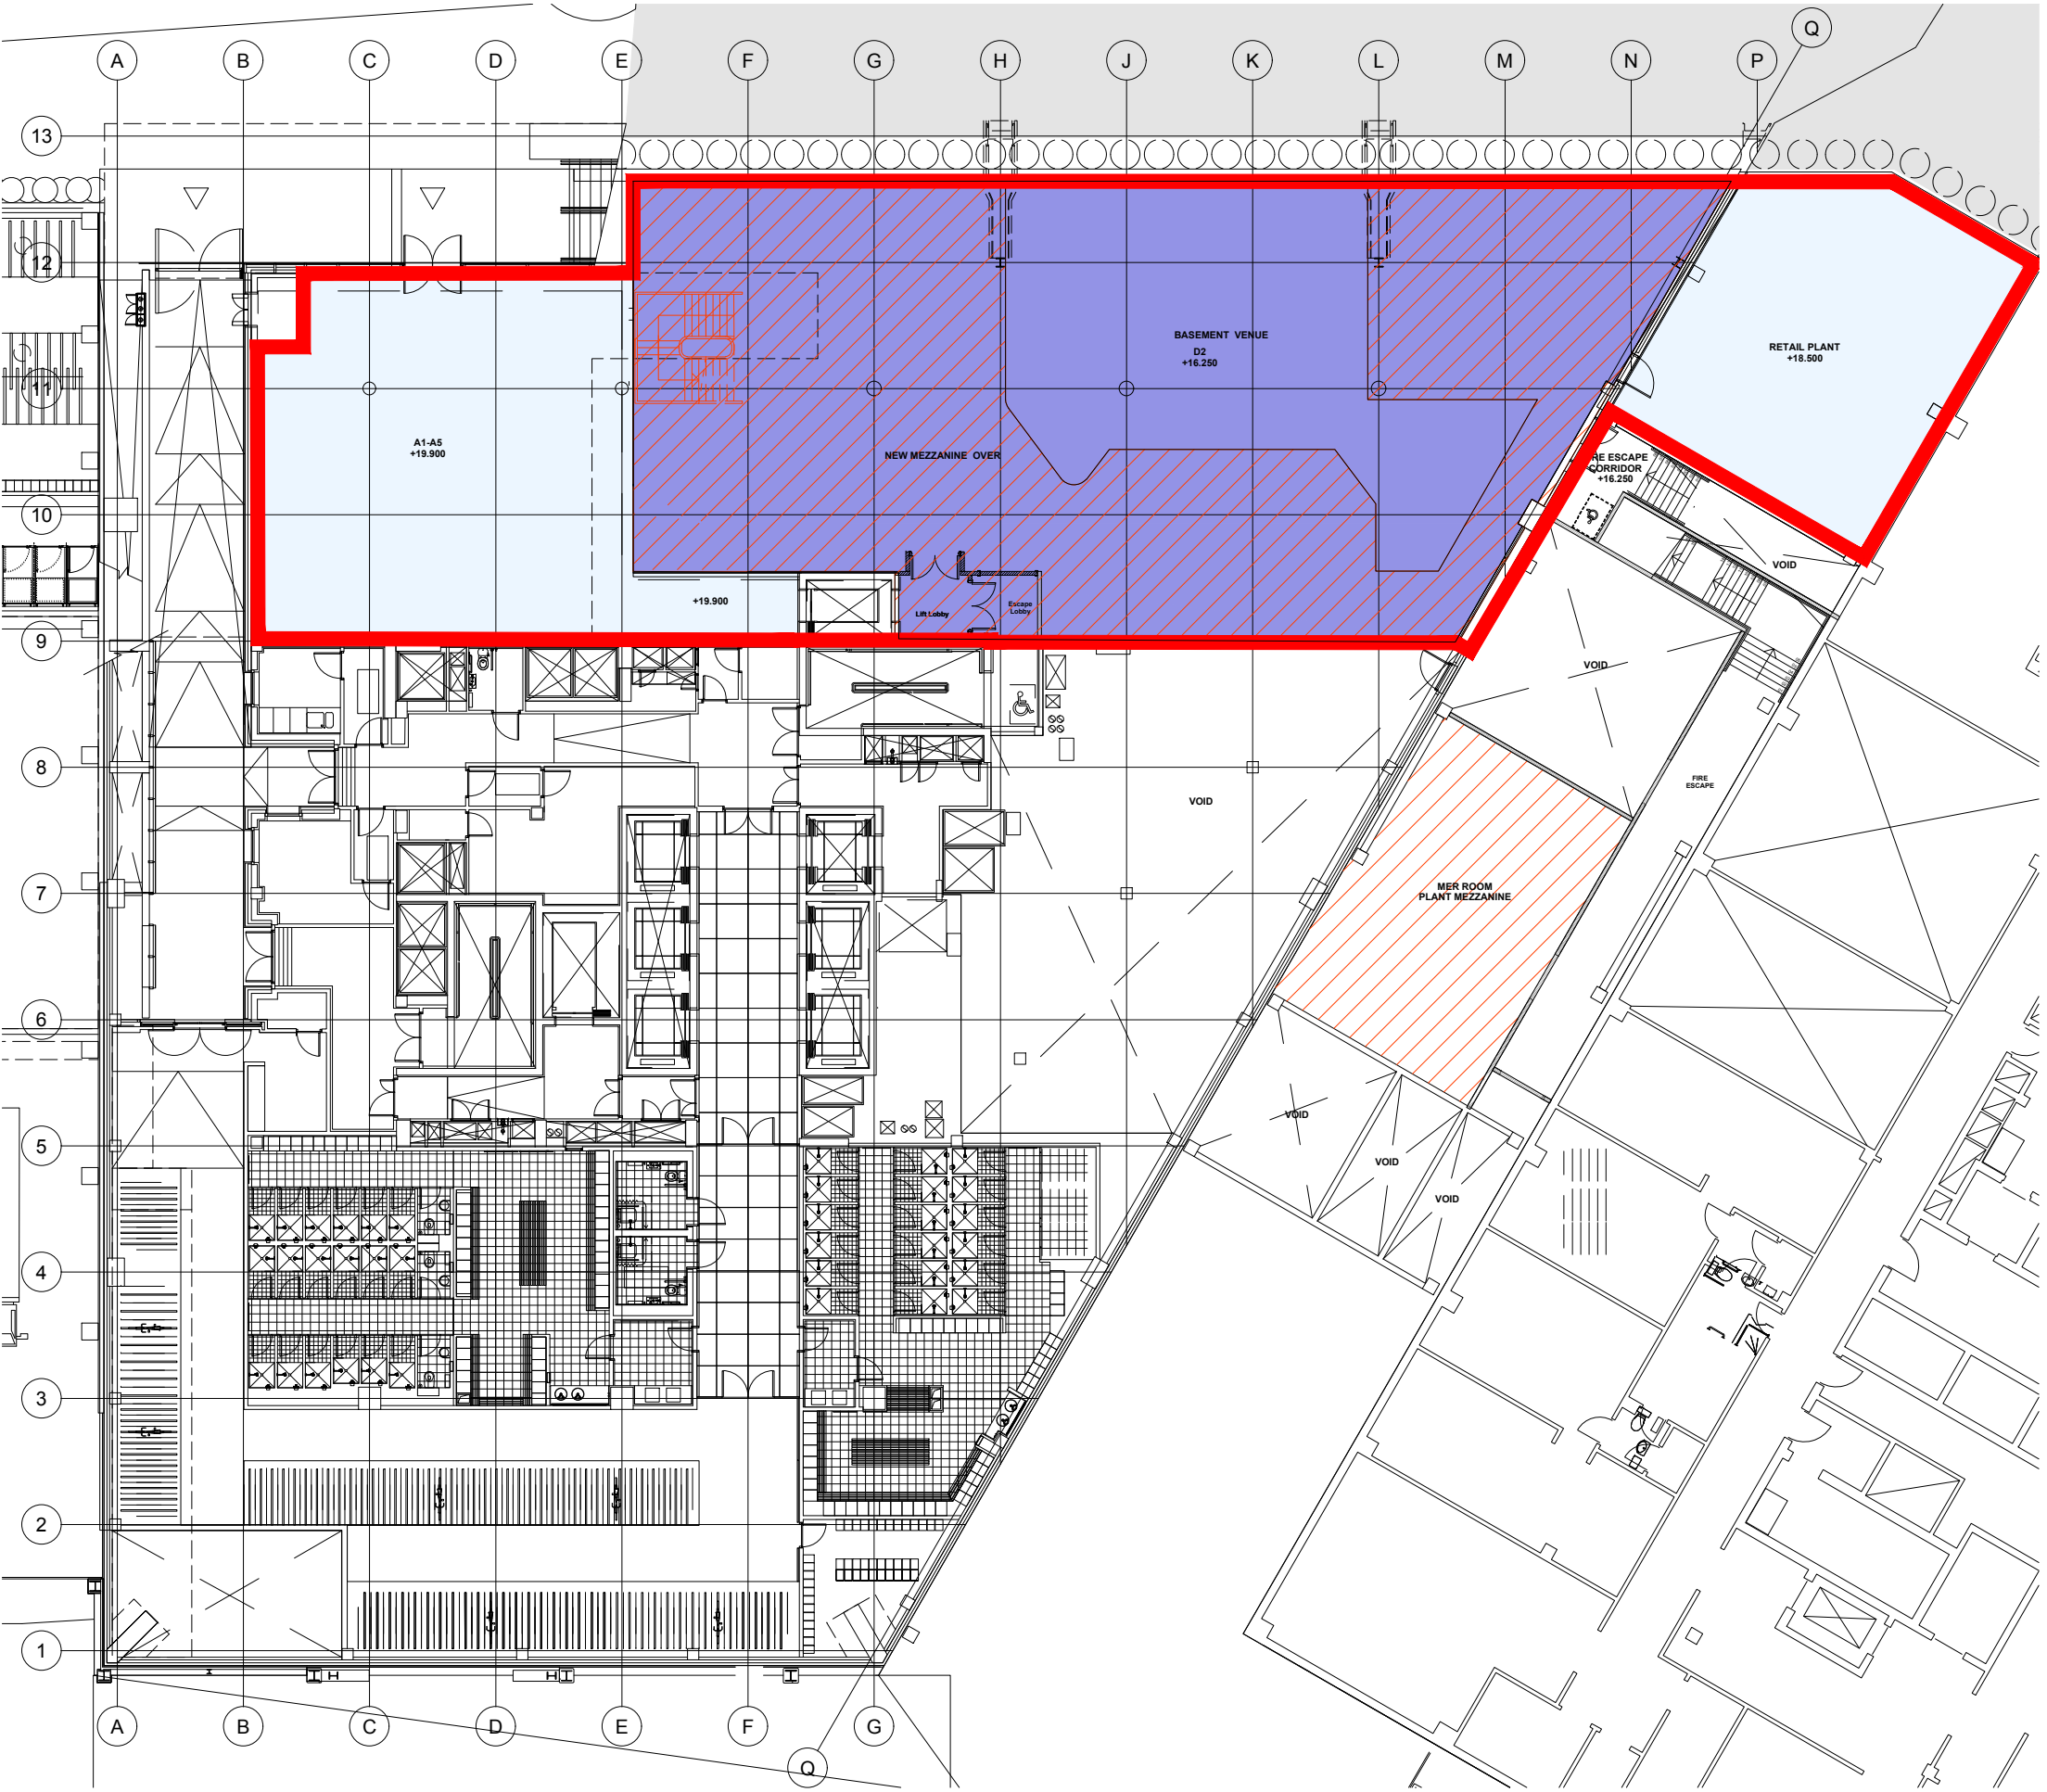 Q
A B C D E F G H J K L M N P
13
12
BASEMENT VENUE
D2
+16.250
RETAIL PLANT
+18.500
11
A1-A5
+19.900
NEW MEZZANINE OVER
RE ESCAPE
CORRIDOR
+16.250
10
VOID
+19.900
Lift Lobby
Escape
Lobby
9
VOID
8
FIRE
ESCAPE
VOID
7
MER ROOM
PLANT MEZZANINE
6
VOID
5
VOID
VOID
4
3
2
1
A B C D E F G
Q